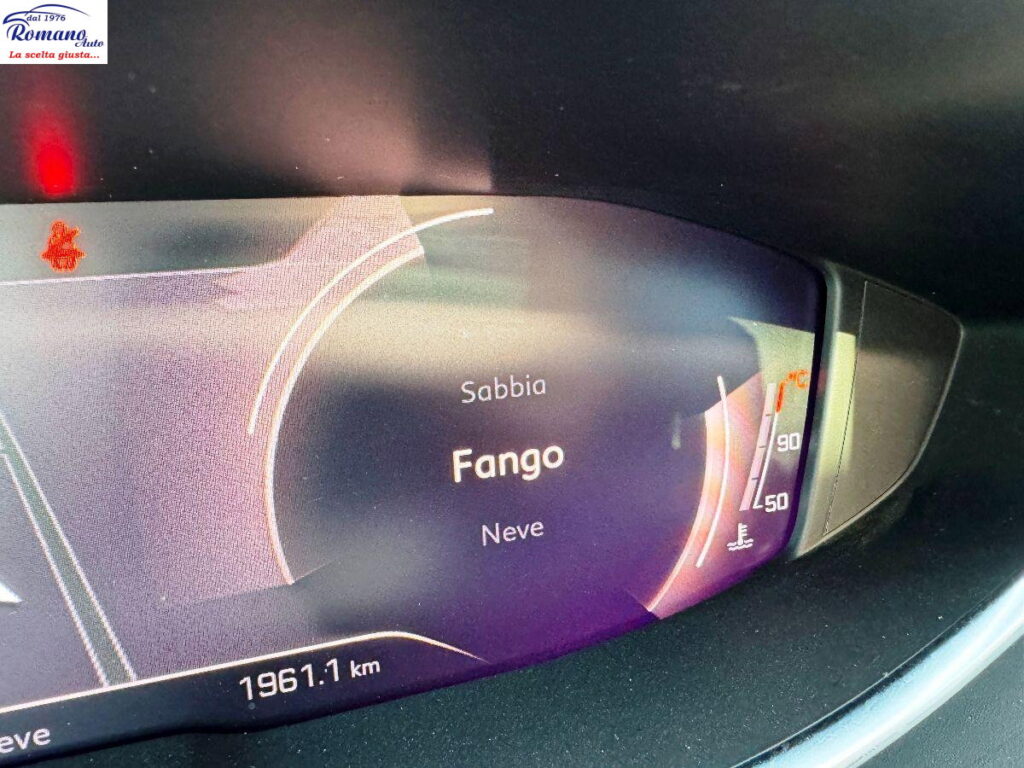 dal 1976
Romano
Auto
La scelta giusta...
Sabbia
Fango
Neve
°C
90
50
1961.1 km
eve